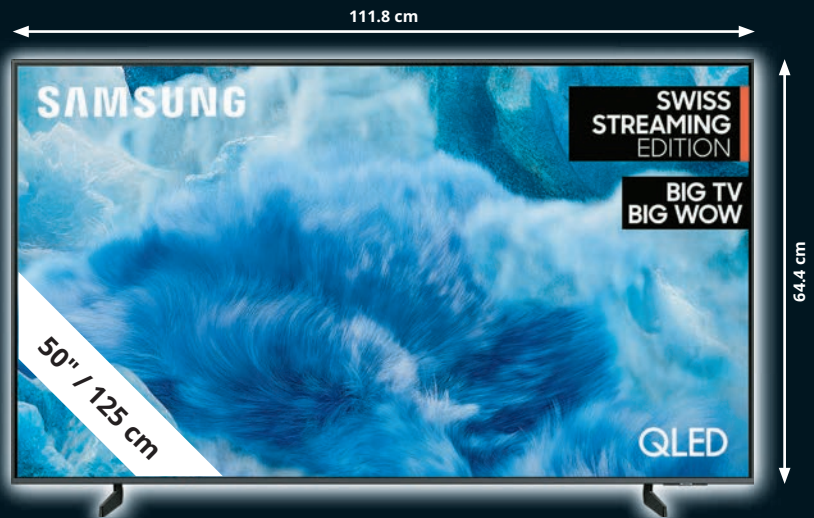 111.8 cm
SAMSUNG
SWISS
STREAMING
EDITION
BIG TV
BIG WOW
64.4 cm
50" / 125 cm
QLED